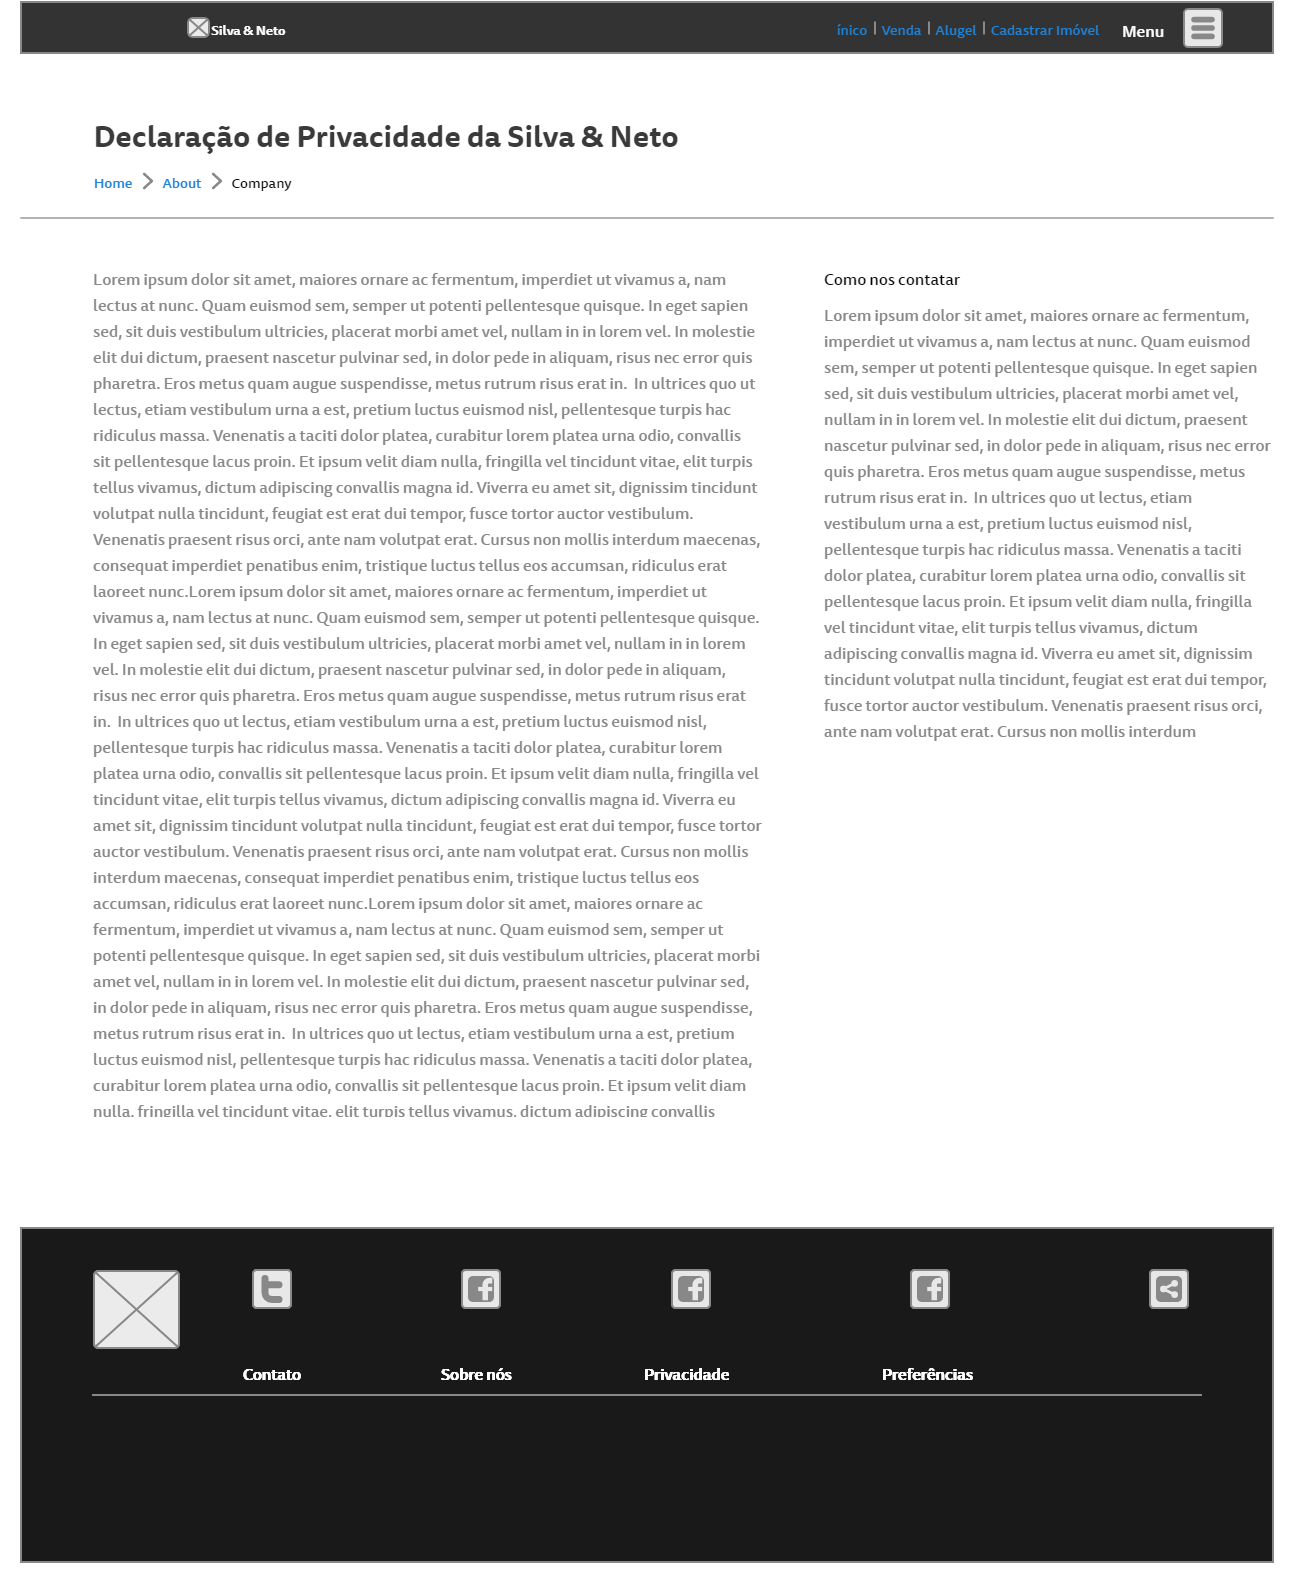 Silva & Neto
ínico | Venda | Alugel | Cadastrar Imóvel
Menu
Declaração de Privacidade da Silva & Neto
Home > About > Company
Lorem ipsum dolor sit amet, maiores ornare ac fermentum, imperdiet ut vivamus a, nam
lectus at nunc. Quam euismod sem, semper ut potenti pellentesque quisque. In eget sapien
sed, sit duis vestibulum ultricies, placerat morbi amet vel, nullam in in lorem vel. In molestie
elit dui dictum, praesent nascetur pulvinar sed, in dolor pede in aliquam, risus nec error quis
pharetra. Eros metus quam augue suspendisse, metus rutrum risus erat in.  In ultrices quo ut
lectus, etiam vestibulum urna a est, pretium luctus euismod nisl, pellentesque turpis hac
ridiculus massa. Venenatis a taciti dolor platea, curabitur lorem platea urna odio, convallis
sit pellentesque lacus proin. Et ipsum velit diam nulla, fringilla vel tincidunt vitae, elit turpis
tellus vivamus, dictum adipiscing convallis magna id. Viverra eu amet sit, dignissim tincidunt
volutpat nulla tincidunt, feugiat est erat dui tempor, fusce tortor auctor vestibulum.
Venenatis praesent risus orci, ante nam volutpat erat. Cursus non mollis interdum maecenas,
consequat imperdiet penatibus enim, tristique luctus tellus eos accumsan, ridiculus erat
laoreet nunc.Lorem ipsum dolor sit amet, maiores ornare ac fermentum, imperdiet ut
vivamus a, nam lectus at nunc. Quam euismod sem, semper ut potenti pellentesque quisque.
In eget sapien sed, sit duis vestibulum ultricies, placerat morbi amet vel, nullam in in lorem
vel. In molestie elit dui dictum, praesent nascetur pulvinar sed, in dolor pede in aliquam,
risus nec error quis pharetra. Eros metus quam augue suspendisse, metus rutrum risus erat
in.  In ultrices quo ut lectus, etiam vestibulum urna a est, pretium luctus euismod nisl,
pellentesque turpis hac ridiculus massa. Venenatis a taciti dolor platea, curabitur lorem
platea urna odio, convallis sit pellentesque lacus proin. Et ipsum velit diam nulla, fringilla vel
tincidunt vitae, elit turpis tellus vivamus, dictum adipiscing convallis magna id. Viverra eu
amet sit, dignissim tincidunt volutpat nulla tincidunt, feugiat est erat dui tempor, fusce tortor
auctor vestibulum. Venenatis praesent risus orci, ante nam volutpat erat. Cursus non mollis
interdum maecenas, consequat imperdiet penatibus enim, tristique luctus tellus eos
accumsan, ridiculus erat laoreet nunc.Lorem ipsum dolor sit amet, maiores ornare ac
fermentum, imperdiet ut vivamus a, nam lectus at nunc. Quam euismod sem, semper ut
potenti pellentesque quisque. In eget sapien sed, sit duis vestibulum ultricies, placerat morbi
amet vel, nullam in in lorem vel. In molestie elit dui dictum, praesent nascetur pulvinar sed,
in dolor pede in aliquam, risus nec error quis pharetra. Eros metus quam augue suspendisse,
metus rutrum risus erat in.  In ultrices quo ut lectus, etiam vestibulum urna a est, pretium
luctus euismod nisl, pellentesque turpis hac ridiculus massa. Venenatis a taciti dolor platea,
curabitur lorem platea urna odio, convallis sit pellentesque lacus proin. Et ipsum velit diam
nulla, fringilla vel tincidunt vitae, elit turpis tellus vivamus, dictum adipiscing convallis
Como nos contatar
Lorem ipsum dolor sit amet, maiores ornare ac fermentum,
imperdiet ut vivamus a, nam lectus at nunc. Quam euismod
sem, semper ut potenti pellentesque quisque. In eget sapien
sed, sit duis vestibulum ultricies, placerat morbi amet vel,
nullam in in lorem vel. In molestie elit dui dictum, praesent
nascetur pulvinar sed, in dolor pede in aliquam, risus nec error
quis pharetra. Eros metus quam augue suspendisse, metus
rutrum risus erat in.  In ultrices quo ut lectus, etiam
vestibulum urna a est, pretium luctus euismod nisl,
pellentesque turpis hac ridiculus massa. Venenatis a taciti
dolor platea, curabitur lorem platea urna odio, convallis sit
pellentesque lacus proin. Et ipsum velit diam nulla, fringilla
vel tincidunt vitae, elit turpis tellus vivamus, dictum
adipiscing convallis magna id. Viverra eu amet sit, dignissim
tincidunt volutpat nulla tincidunt, feugiat est erat dui tempor,
fusce tortor auctor vestibulum. Venenatis praesent risus orci,
ante nam volutpat erat. Cursus non mollis interdum
Contato
Sobre nós
Privacidade
Preferências